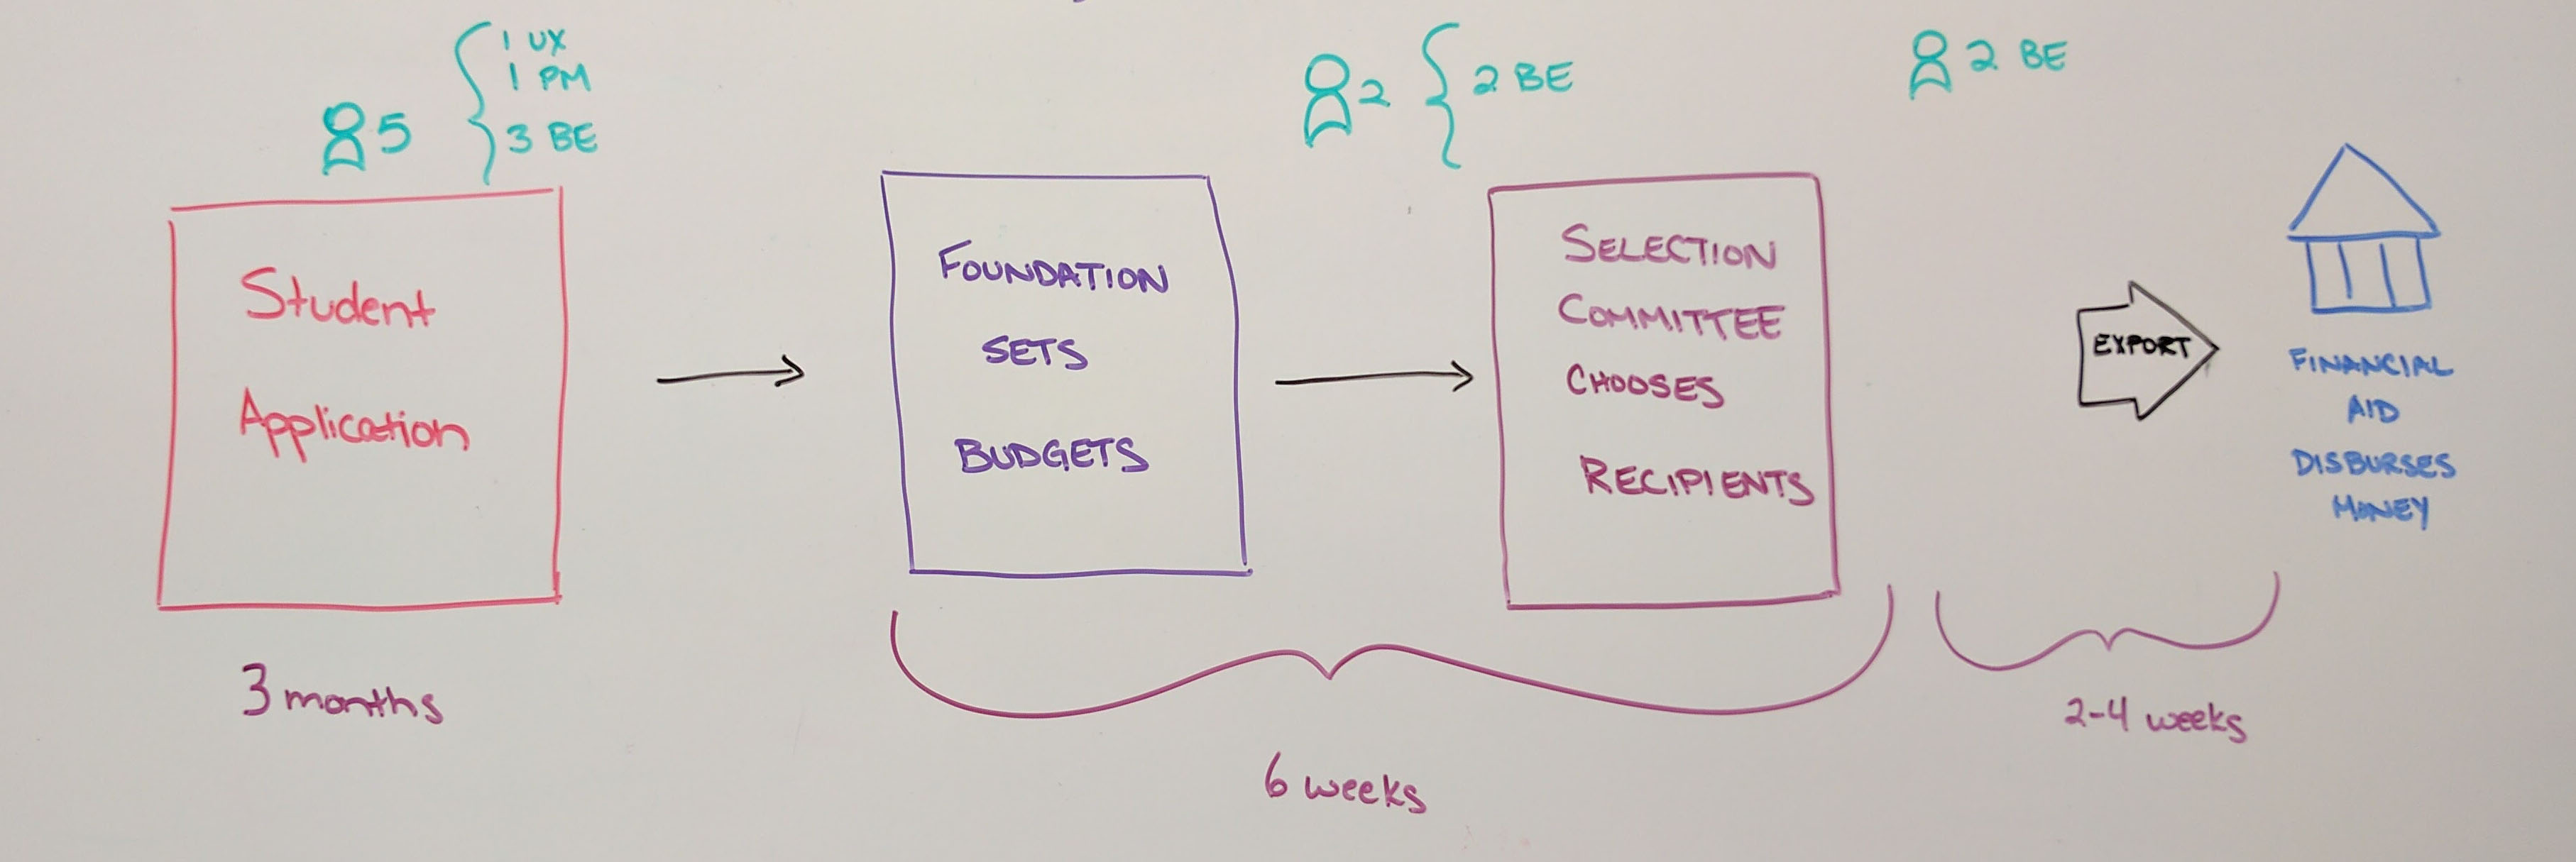 5
1 UX
1 PM
3 BE
Student
Application
3 months
2
2 BE
FOUNDATION
SETS
BUDGETS
SELECTION
COMMITTEE
CHOOSES
RECIPIENTS
6 weeks
2 BE
EXPORT
FINANCIAL
AID
DISBURSES
MONEY
2-4 weeks